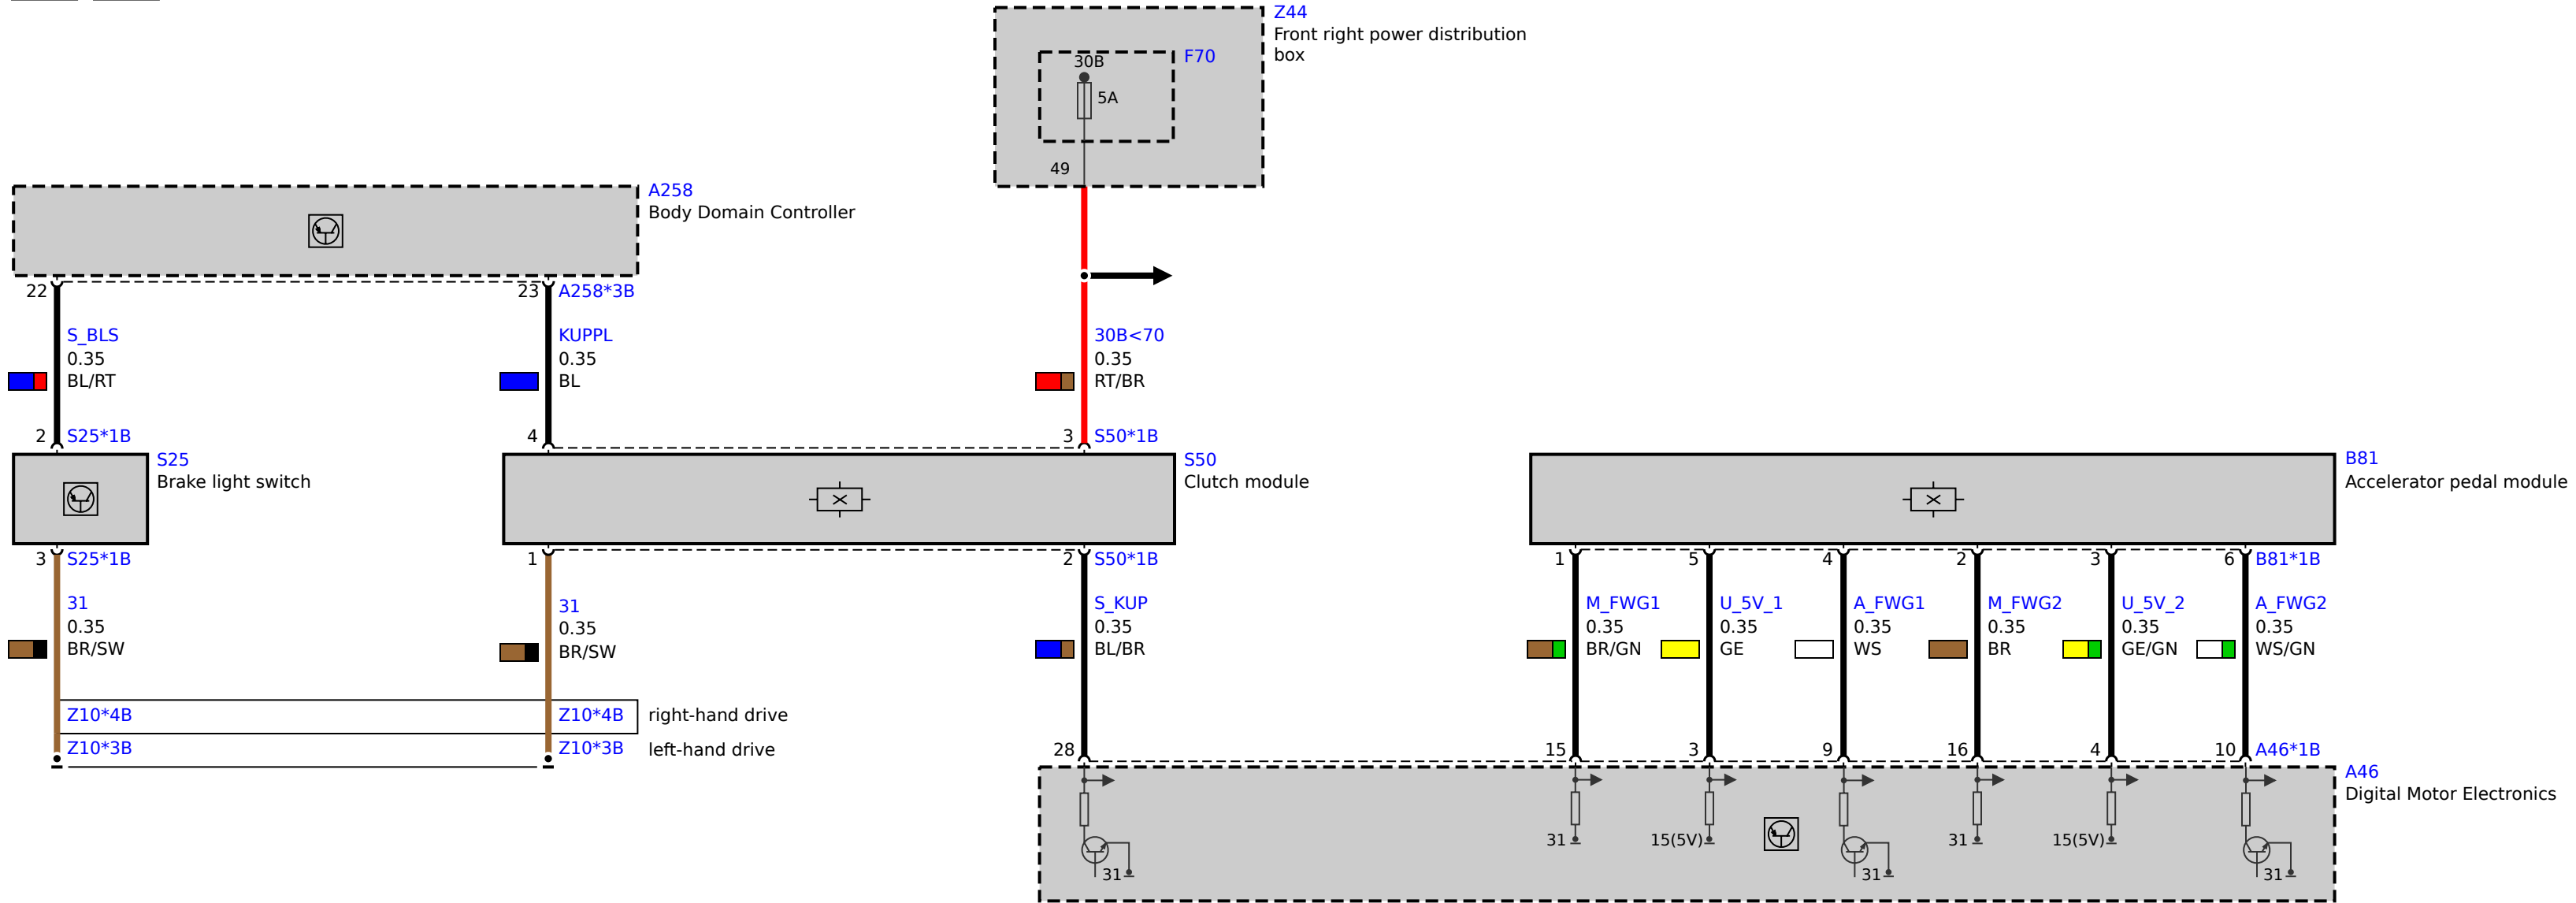 Z44
Front right power distribution
box
30B
F70
5A
49
A258
Body Domain Controller
22
23
A258*3B
S_BLS
0.35
BL/RT
KUPPL
0.35
BL
30B<70
0.35
RT/BR
2
S25*1B
4
3
S50*1B
S25
Brake light switch
S50
Clutch module
B81
Accelerator pedal module
3
S25*1B
1
2
S50*1B
1
5
4
2
3
6
B81*1B
31
0.35
BR/SW
31
0.35
BR/SW
S_KUP
0.35
BL/BR
M_FWG1
0.35
BR/GN
U_5V_1
0.35
GE
A_FWG1
0.35
WS
M_FWG2
0.35
BR
U_5V_2
0.35
GE/GN
A_FWG2
0.35
WS/GN
Z10*4B
Z10*4B
right-hand drive
Z10*3B
Z10*3B
left-hand drive
28
15
3
9
16
4
10
A46*1B
A46
Digital Motor Electronics
31
31
15(5V)
31
31
15(5V)
31